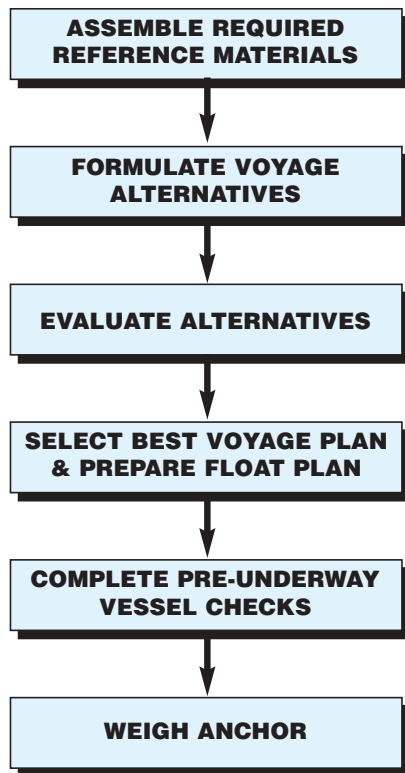 ASSEMBLE REQUIRED
REFERENCE MATERIALS
FORMULATE VOYAGE
ALTERNATIVES
EVALUATE ALTERNATIVES
SELECT BEST VOYAGE PLAN
& PREPARE FLOAT PLAN
COMPLETE PRE-UNDERWAY
VESSEL CHECKS
WEIGH ANCHOR